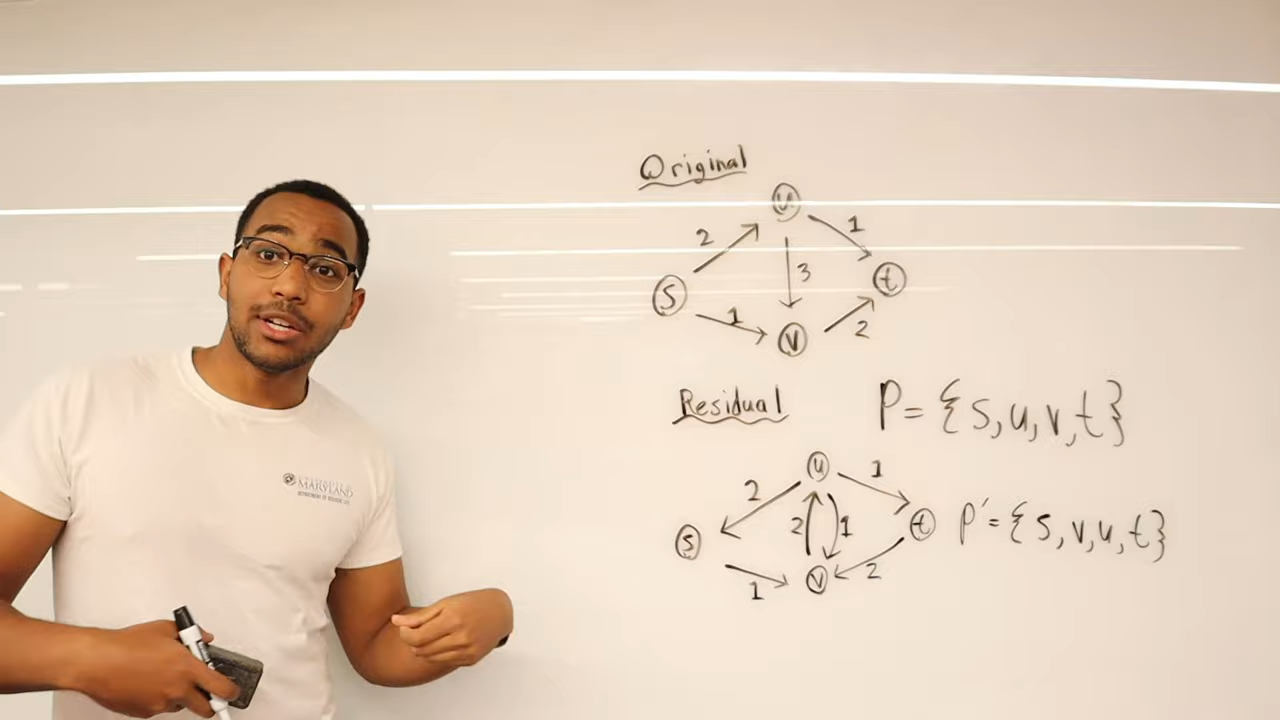 Original
u
2
1
3
s
t
1
2
v
Residual
P = {s, u, v, t}
u
1
2
s
2
1
t
P' = {s, v, u, t}
1
v
2
MARYLAND